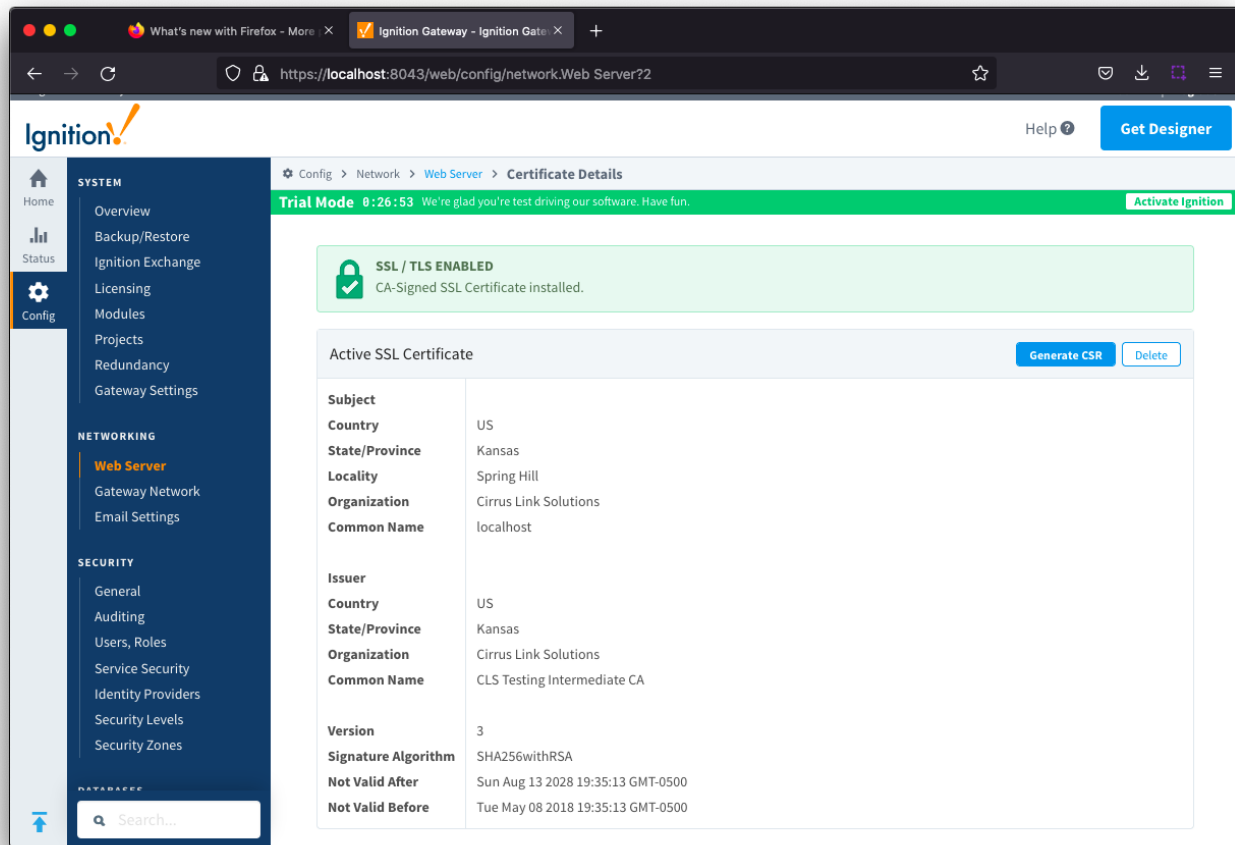 What's new with Firefox - More
Ignition Gateway - Ignition Gate
https://localhost:8043/web/config/network.Web Server?2
Ignition!
Help ?
Get Designer
Home
Status
Config
SYSTEM
Overview
Backup/Restore
Ignition Exchange
Licensing
Modules
Projects
Redundancy
Gateway Settings
NETWORKING
Web Server
Gateway Network
Email Settings
SECURITY
General
Auditing
Users, Roles
Service Security
Identity Providers
Security Levels
Security Zones
DATABASES
Search...
Config > Network > Web Server > Certificate Details
Trial Mode 0:26:53 We're glad you're test driving our software. Have fun.
Activate Ignition
SSL / TLS ENABLED
CA-Signed SSL Certificate installed.
Active SSL Certificate
Generate CSR
Delete
Subject
Country US
State/Province Kansas
Locality Spring Hill
Organization Cirrus Link Solutions
Common Name localhost
Issuer
Country US
State/Province Kansas
Organization Cirrus Link Solutions
Common Name CLS Testing Intermediate CA
Version 3
Signature Algorithm SHA256withRSA
Not Valid After Sun Aug 13 2028 19:35:13 GMT-0500
Not Valid Before Tue May 08 2018 19:35:13 GMT-0500